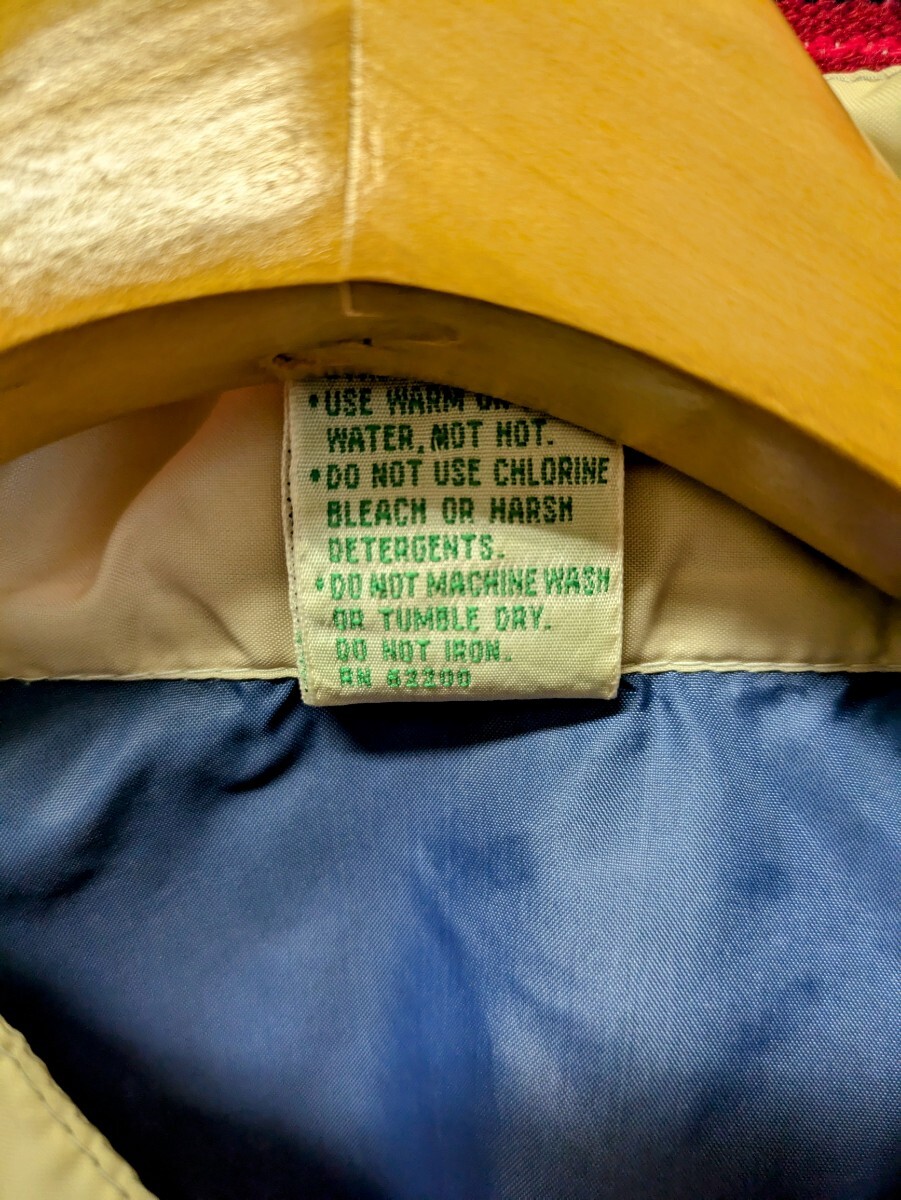 •USE WARM OR
WATER, NOT HOT.
•DO NOT USE CHLORINE
BLEACH OR HARSH
DETERGENTS.
•DO NOT MACHINE WASH
OR TUMBLE DRY.
DO NOT IRON.
RN